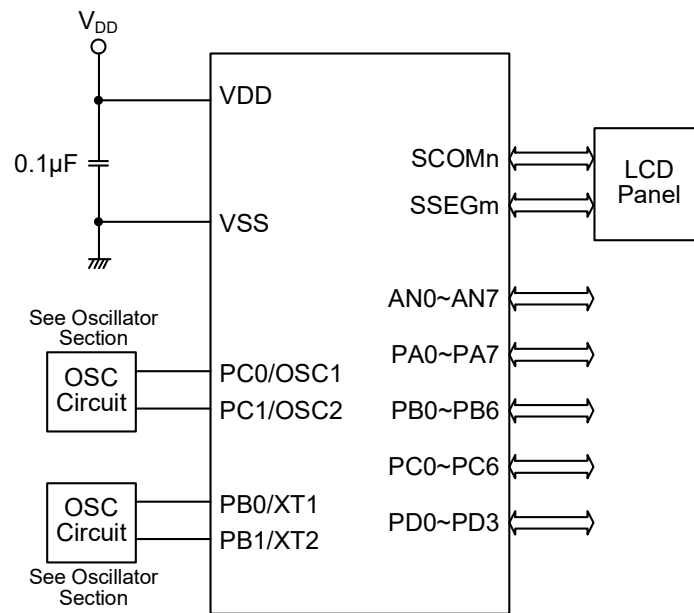 VDD
VDD
0.1µF
VSS
See Oscillator
Section
OSC
Circuit
PC0/OSC1
PC1/OSC2
OSC
Circuit
PB0/XT1
PB1/XT2
See Oscillator
Section
SCOMn
SSEGm
LCD
Panel
AN0~AN7
PA0~PA7
PB0~PB6
PC0~PC6
PD0~PD3